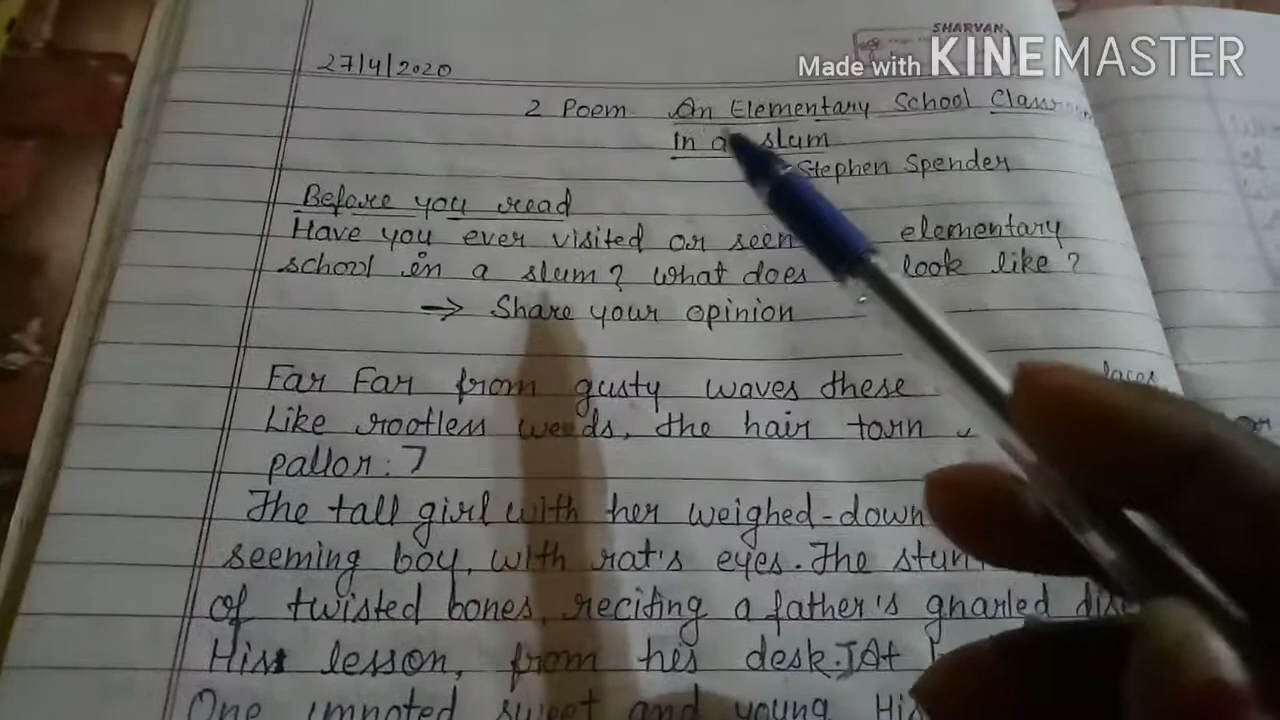 SHARVAN
Made with KINEMASTER
27/4/2020
2 Poem An Elementary School
In a slum
-Stephen Spender
Before you read
Have you ever visited or seen elementary
school in a slum? What does look like?
→ Share your opinion
Far Far from gusty waves these faces
Like rootless weeds, the hair torn
pallor:
The tall girl with her weighed-down
seeming boy, with rat's eyes. The
of twisted bones, reciting a father's gnarled
His lesson, from his desk. At
One unnoted sweet and young His